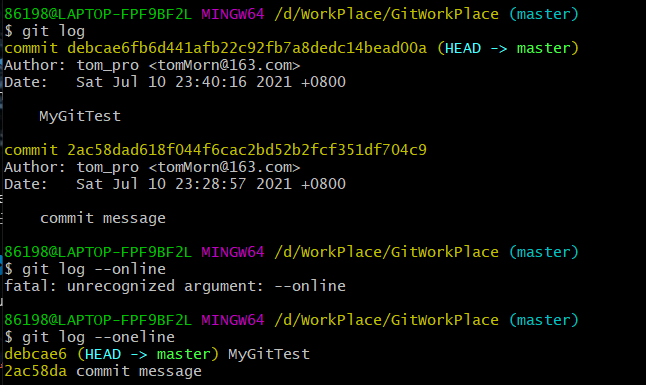 86198@LAPTOP-FPF9BF2L MINGW64 /d/WorkPlace/GitWorkPlace (master)
$ git log
commit debcae6fb6d441afb22c92fb7a8dedc14bead00a (HEAD -> master)
Author: tom_pro <tomMorn@163.com>
Date:   Sat Jul 10 23:40:16 2021 +0800
    MyGitTest
commit 2ac58dad618f044f6cac2bd52b2fcf351df704c9
Author: tom_pro <tomMorn@163.com>
Date:   Sat Jul 10 23:28:57 2021 +0800
    commit message
86198@LAPTOP-FPF9BF2L MINGW64 /d/WorkPlace/GitWorkPlace (master)
$ git log --online
fatal: unrecognized argument: --online
86198@LAPTOP-FPF9BF2L MINGW64 /d/WorkPlace/GitWorkPlace (master)
$ git log --oneline
debcae6 (HEAD -> master) MyGitTest
2ac58da commit message